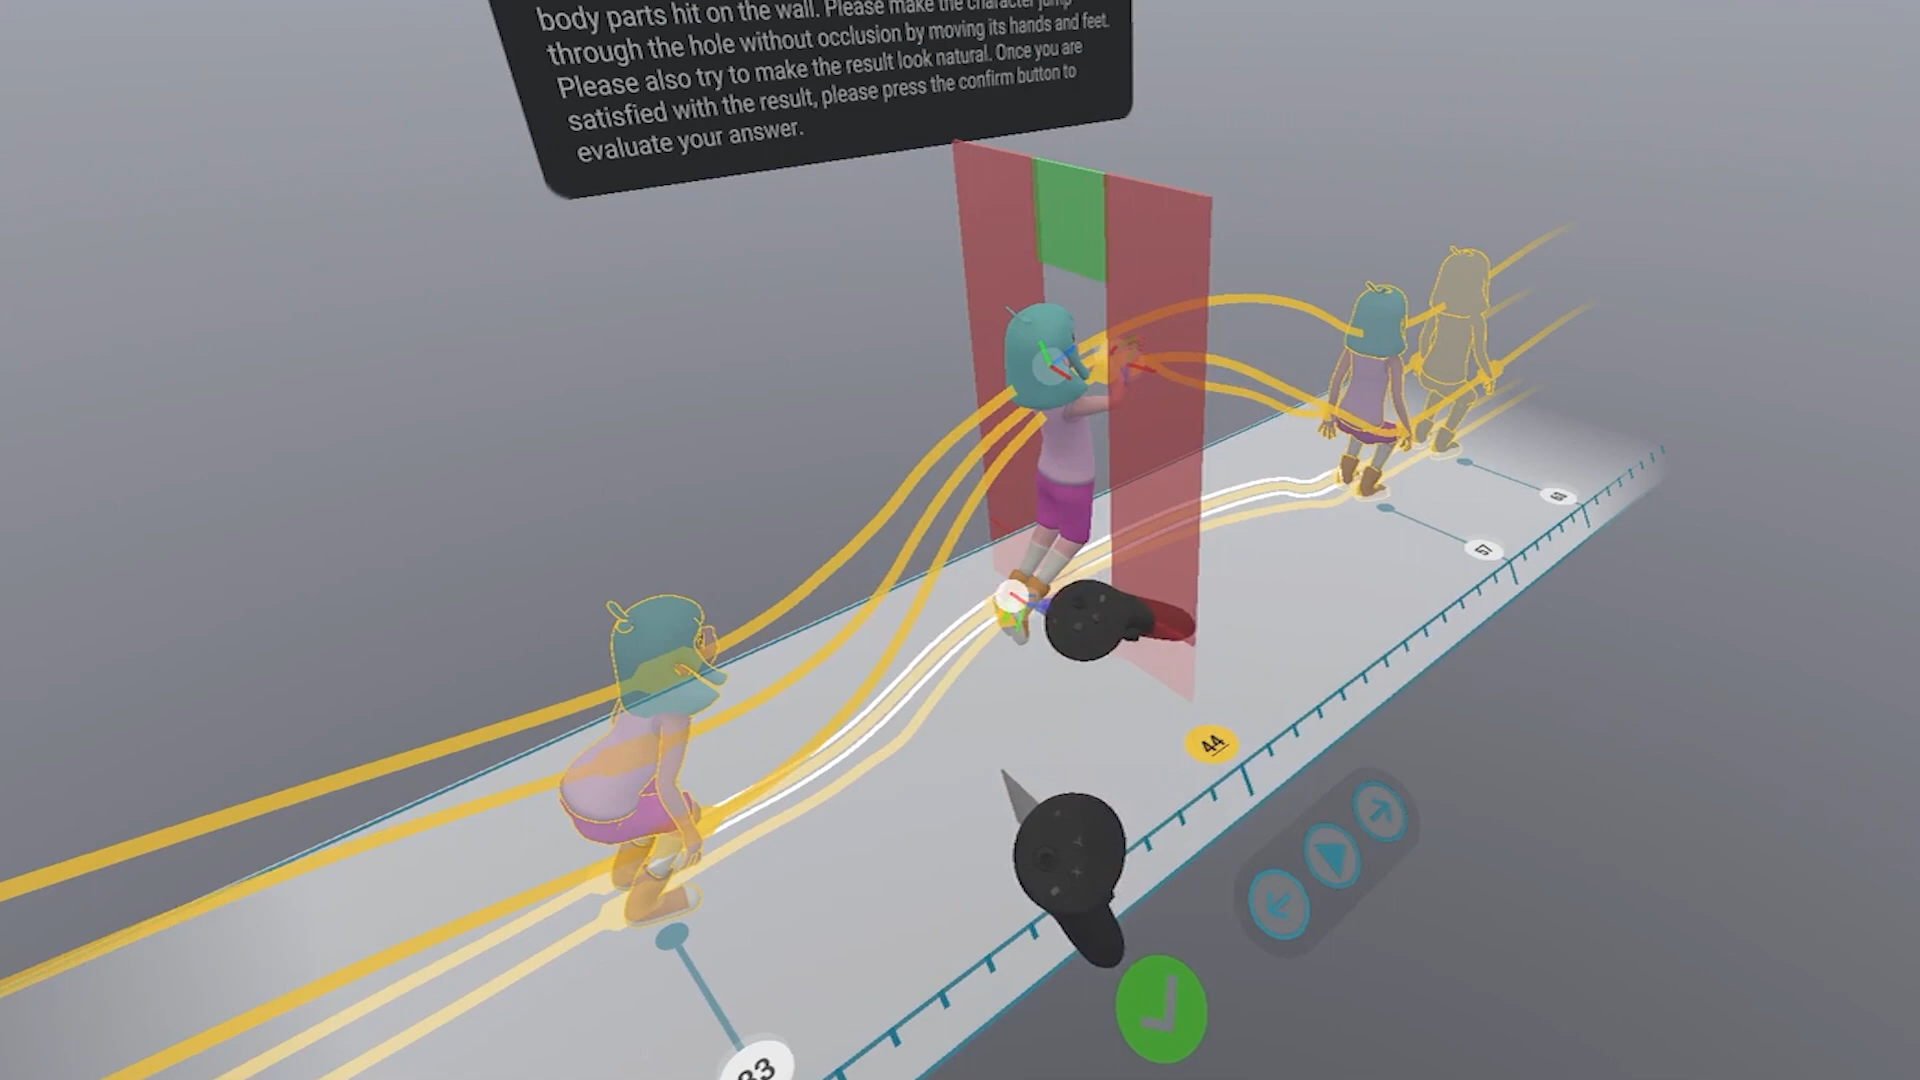 body parts hit on the wall. Please make the character jump
through the hole without occlusion by moving its hands and feet.
Please also try to make the result look natural. Once you are
satisfied with the result, please press the confirm button to
evaluate your answer.
57
44
33